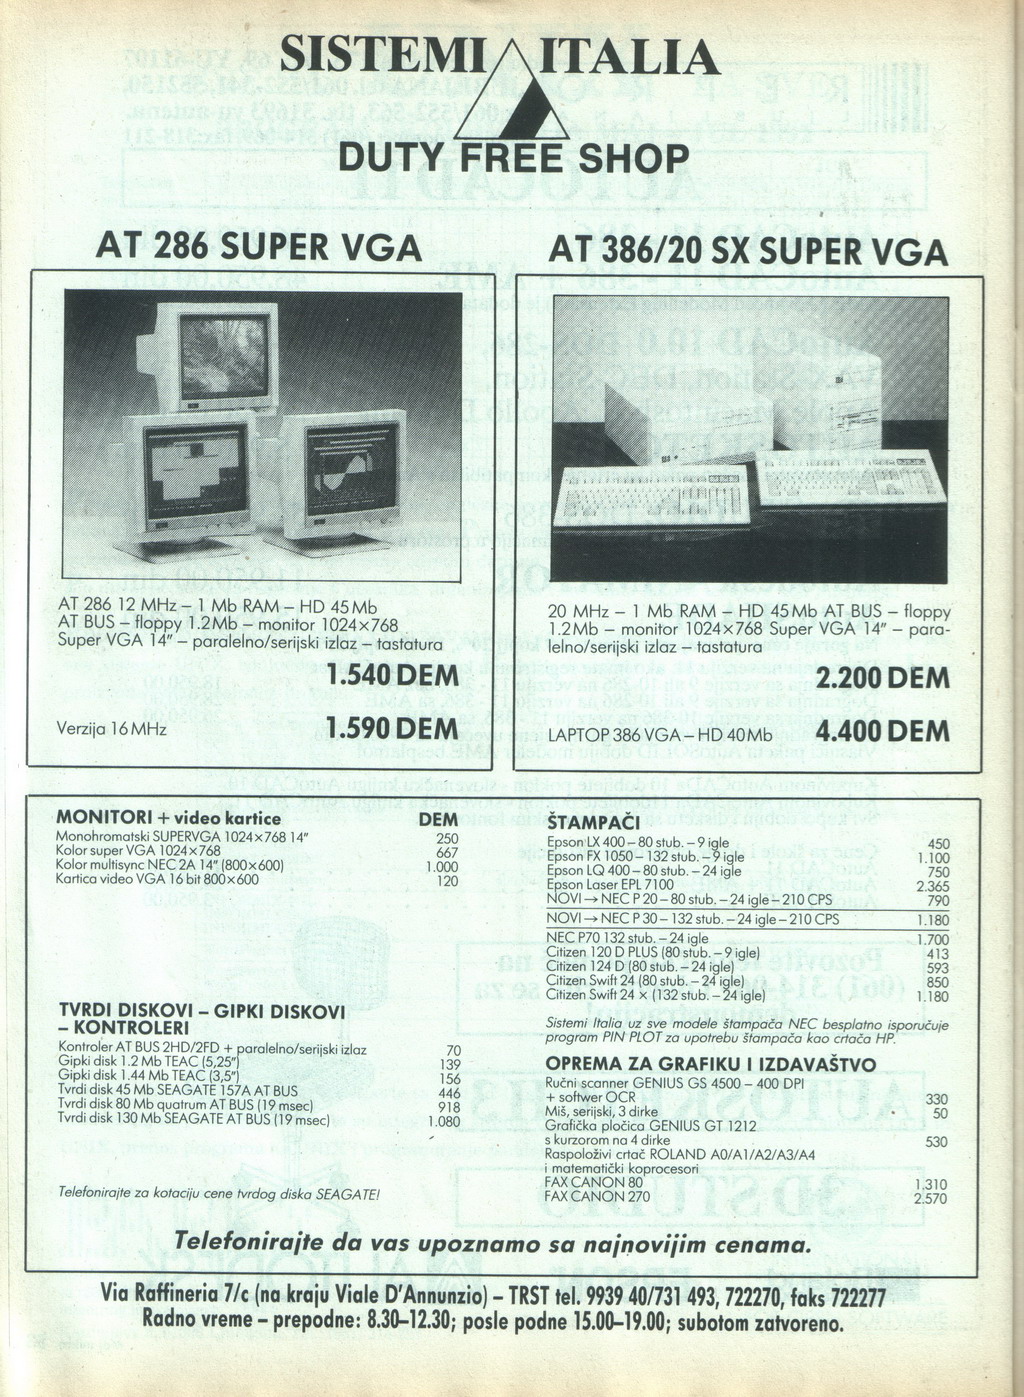 SISTEMI ITALIA
DUTY FREE SHOP
AT 286 SUPER VGA
AT 286 12 MHz – 1 Mb RAM – HD 45 Mb
AT BUS – floppy 1.2Mb – monitor 1024×768
Super VGA 14" – paralelno/serijski izlaz – tastatura
1.540 DEM
Verzija 16 MHz 1.590 DEM
AT 386/20 SX SUPER VGA
20 MHz – 1 Mb RAM – HD 45Mb AT BUS – floppy
1.2Mb – monitor 1024×768 Super VGA 14" – para-
lelno/serijski izlaz – tastatura
2.200 DEM
LAPTOP 386 VGA – HD 40 Mb 4.400 DEM
MONITORI + video kartice DEM
Monohromatski SUPERVGA 1024×768 14" 250
Kolor super VGA 1024×768 667
Kolor multisync NEC 2A 14" (800×600) 1.000
Kartica video VGA 16 bit 800×600 120
TVRDI DISKOVI – GIPKI DISKOVI
– KONTROLERI
Kontroler AT BUS 2HD/2FD + paralelno/serijski izlaz 70
Gipki disk 1.2 Mb TEAC (5,25") 139
Gipki disk 1.44 Mb TEAC (3,5") 156
Tvrdi disk 45 Mb SEAGATE 157A AT BUS 446
Tvrdi disk 80 Mb quatrum AT BUS (19 msec) 918
Tvrdi disk 130 Mb SEAGATE AT BUS (19 msec) 1.080
Telefonirajte za kotaciju cene tvrdog diska SEAGATE!
ŠTAMPAČI
Epson LX 400 – 80 stub. – 9 igle 450
Epson FX 1050 – 132 stub. – 9 igle 1.100
Epson LQ 400 – 80 stub. – 24 igle 750
Epson Laser EPL 7100 2.365
NOVI → NEC P 20 – 80 stub. – 24 igle – 210 CPS 790
NOVI → NEC P 30 – 132 stub. – 24 igle – 210 CPS 1.180
NEC P70 132 stub. – 24 igle 1.700
Citizen 120 D PLUS (80 stub. – 9 igle) 413
Citizen 124 D (80 stub. – 24 igle) 593
Citizen Swift 24 (80 stub. – 24 igle) 850
Citizen Swift 24 × (132 stub. – 24 igle) 1.180
Sistemi Italia uz sve modele štampača NEC besplatno isporučuje
program PIN PLOT za upotrebu štampača kao crtača HP.
OPREMA ZA GRAFIKU I IZDAVAŠTVO
Ručni scanner GENIUS GS 4500 – 400 DPI
+ softwer OCR 330
Miš, serijski, 3 dirke 50
Grafička pločica GENIUS GT 1212
s kurzorom na 4 dirke 530
Raspoloživi crtač ROLAND A0/A1/A2/A3/A4
i matematički koprocesori
FAX CANON 80 1.310
FAX CANON 270 2.570
Telefonirajte da vas upoznamo sa najnovijim cenama.
Via Raffineria 7/c (na kraju Viale D'Annunzio) – TRST tel. 9939 40/731 493, 722270, faks 722277
Radno vreme – prepodne: 8.30–12.30; posle podne 15.00–19.00; subotom zatvoreno.